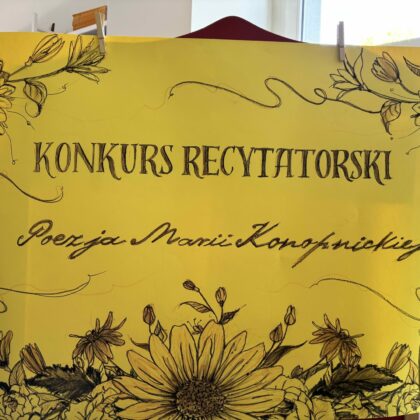 KONKURS RECYTATORSKI
Poezja Marii Konopnickiej